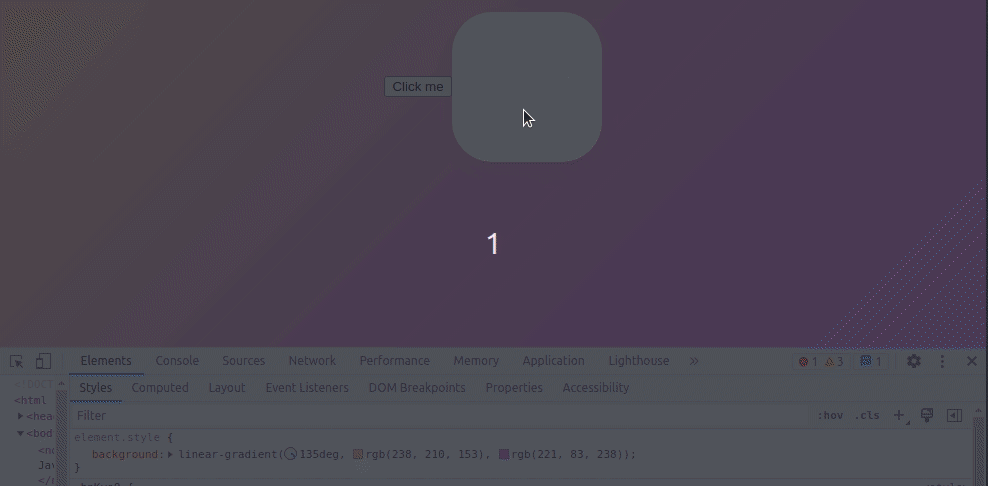 Click me
1
Elements Console Sources Network Performance Memory Application Lighthouse » 1 3 1
Styles Computed Layout Event Listeners DOM Breakpoints Properties Accessibility
<html
Filter :hov .cls
<hea
element.style {
<bod
background: linear-gradient( 135deg, rgb(238, 210, 153), rgb(221, 83, 238));
<no
Jav
}
</